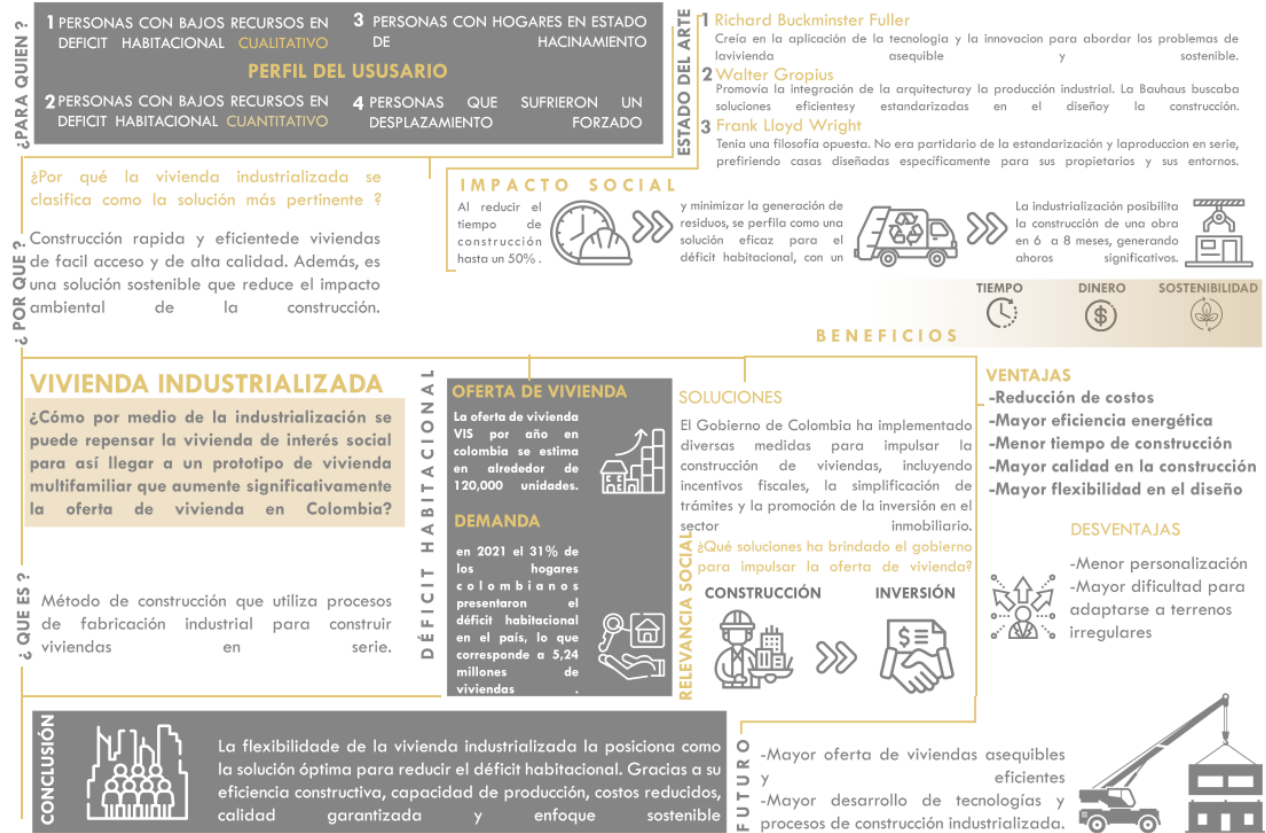 ¿PARA QUIEN ?
1 PERSONAS CON BAJOS RECURSOS EN
DEFICIT HABITACIONAL CUALITATIVO
3 PERSONAS CON HOGARES EN ESTADO
DE HACINAMIENTO
PERFIL DEL USUSARIO
2 PERSONAS CON BAJOS RECURSOS EN
DEFICIT HABITACIONAL CUANTITATIVO
4 PERSONAS QUE SUFRIERON UN
DESPLAZAMIENTO FORZADO
ESTADO DEL ARTE
1 Richard Buckminster Fuller
Creía en la aplicación de la tecnologia y la innovacion para abordar los problemas de
lavivienda asequible y sostenible.
2 Walter Gropius
Promovía la integración de la arquitecturay la producción industrial. La Bauhaus buscaba
soluciones eficientesy estandarizadas en el diseñoy la construcción.
3 Frank Lloyd Wright
Tenia una filosofía opuesta. No era partidario de la estandarización y laproduccion en serie,
prefiriendo casas diseñadas específicamente para sus propietarios y sus entornos.
¿ POR QUE ?
¿Por qué la vivienda industrializada se
clasifica como la solución más pertinente ?
Construcción rapida y eficientede viviendas
de facil acceso y de alta calidad. Además, es
una solución sostenible que reduce el impacto
ambiental de la construcción.
IMPACTO SOCIAL
Al reducir el
tiempo de
construcción
hasta un 50% .
y minimizar la generación de
residuos, se perfila como una
solución eficaz para el
déficit habitacional, con un
La industrialización posibilita
la construcción de una obra
en 6 a 8 meses, generando
ahoros significativos.
TIEMPO
DINERO
SOSTENIBILIDAD
BENEFICIOS
VIVIENDA INDUSTRIALIZADA
¿Cómo por medio de la industrialización se
puede repensar la vivienda de interés social
para así llegar a un prototipo de vivienda
multifamiliar que aumente significativamente
la oferta de vivienda en Colombia?
¿ QUE ES ?
Método de construcción que utiliza procesos
de fabricación industrial para construir
viviendas en serie.
DÉFICIT HABITACIONAL
OFERTA DE VIVIENDA
La oferta de vivienda
VIS por año en
colombia se estima
en alrededor de
120,000 unidades.
DEMANDA
en 2021 el 31% de
los hogares
colombianos
presentaron el
déficit habitacional
en el país, lo que
corresponde a 5,24
millones de
viviendas .
RELEVANCIA SOCIAL
SOLUCIONES
El Gobierno de Colombia ha implementado
diversas medidas para impulsar la
construcción de viviendas, incluyendo
incentivos fiscales, la simplificación de
trámites y la promoción de la inversión en el
sector inmobiliario.
¿Qué soluciones ha brindado el gobierno
para impulsar la oferta de vivienda?
CONSTRUCCIÓN
INVERSIÓN
VENTAJAS
-Reducción de costos
-Mayor eficiencia energética
-Menor tiempo de construcción
-Mayor calidad en la construcción
-Mayor flexibilidad en el diseño
DESVENTAJAS
-Menor personalización
-Mayor dificultad para
adaptarse a terrenos
irregulares
CONCLUSIÓN
La flexibilidade de la vivienda industrializada la posiciona como
la solución óptima para reducir el déficit habitacional. Gracias a su
eficiencia constructiva, capacidad de producción, costos reducidos,
calidad garantizada y enfoque sostenible
FUTURO
-Mayor oferta de viviendas asequibles
y eficientes
-Mayor desarrollo de tecnologías y
procesos de construcción industrializada.